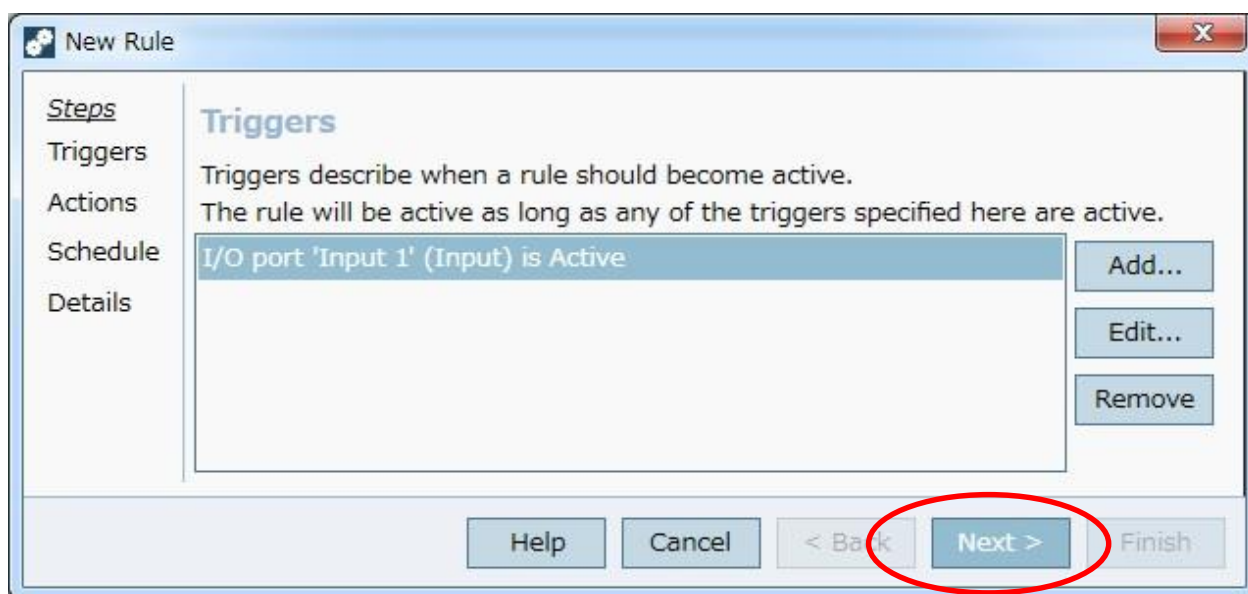 New Rule
Steps
Triggers
Actions
Schedule
Details
Triggers
Triggers describe when a rule should become active.
The rule will be active as long as any of the triggers specified here are active.
I/O port 'Input 1' (Input) is Active
Add...
Edit...
Remove
Help
Cancel
< Back
Next >
Finish